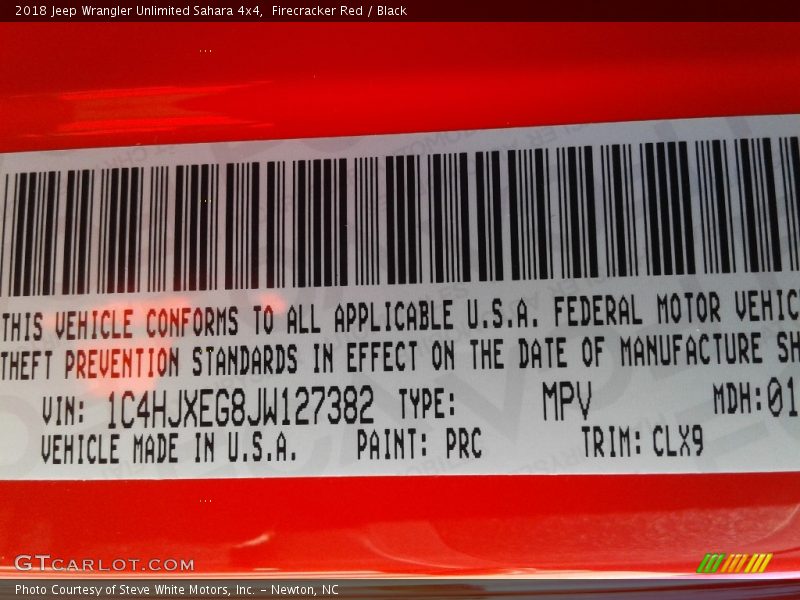 2018 Jeep Wrangler Unlimited Sahara 4x4,  Firecracker Red / Black
THIS VEHICLE CONFORMS TO ALL APPLICABLE U.S.A. FEDERAL MOTOR VEHIC
THEFT PREVENTION STANDARDS IN EFFECT ON THE DATE OF MANUFACTURE SH
VIN: 1C4HJXEG8JW127382 TYPE: MPV MDH:01
VEHICLE MADE IN U.S.A. PAINT: PRC TRIM: CLX9
GTCARLOT.COM
Photo Courtesy of Steve White Motors, Inc. – Newton, NC